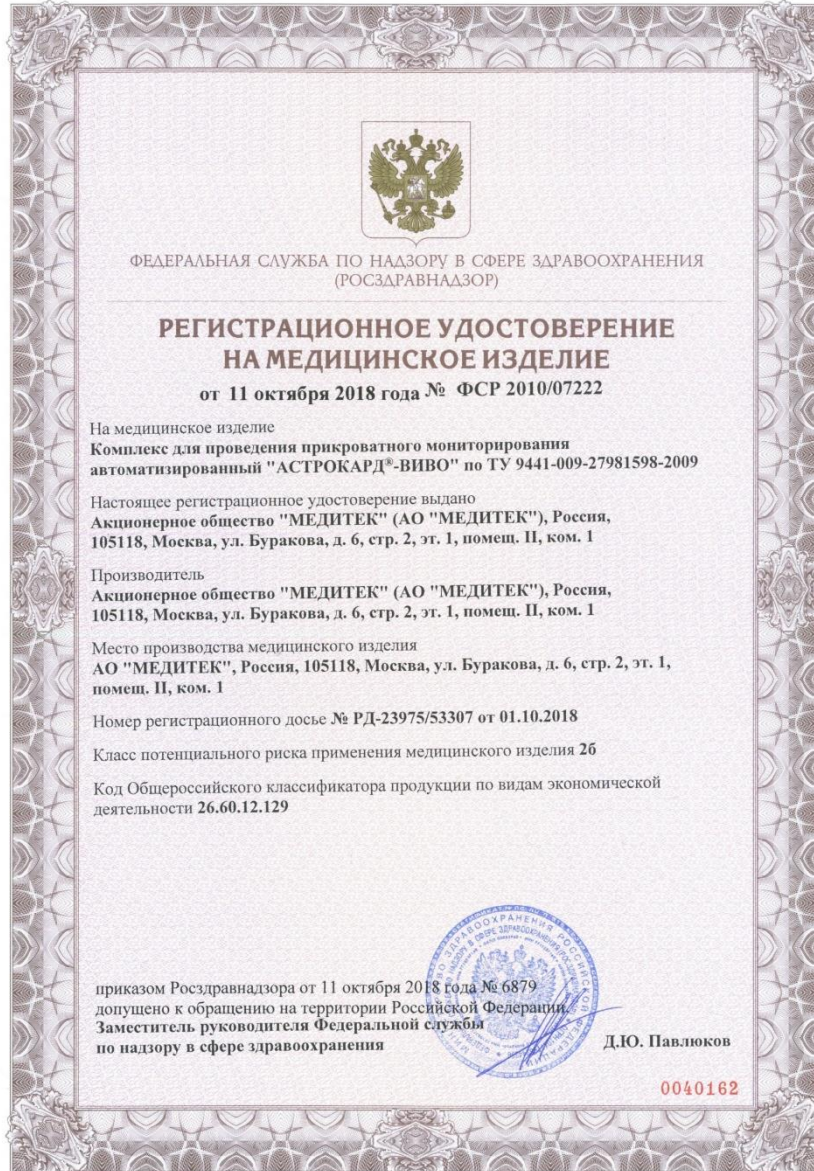 ФЕДЕРАЛЬНАЯ СЛУЖБА ПО НАДЗОРУ В СФЕРЕ ЗДРАВООХРАНЕНИЯ
(РОСЗДРАВНАДЗОР)
РЕГИСТРАЦИОННОЕ УДОСТОВЕРЕНИЕ
НА МЕДИЦИНСКОЕ ИЗДЕЛИЕ
от 11 октября 2018 года № ФСР 2010/07222
На медицинское изделие
Комплекс для проведения прикроватного мониторирования
автоматизированный "АСТРОКАРД®-ВИВО" по ТУ 9441-009-27981598-2009
Настоящее регистрационное удостоверение выдано
Акционерное общество "МЕДИТЕК" (АО "МЕДИТЕК"), Россия,
105118, Москва, ул. Буракова, д. 6, стр. 2, эт. 1, помещ. II, ком. 1
Производитель
Акционерное общество "МЕДИТЕК" (АО "МЕДИТЕК"), Россия,
105118, Москва, ул. Буракова, д. 6, стр. 2, эт. 1, помещ. II, ком. 1
Место производства медицинского изделия
АО "МЕДИТЕК", Россия, 105118, Москва, ул. Буракова, д. 6, стр. 2, эт. 1,
помещ. II, ком. 1
Номер регистрационного досье № РД-23975/53307 от 01.10.2018
Класс потенциального риска применения медицинского изделия 2б
Код Общероссийского классификатора продукции по видам экономической
деятельности 26.60.12.129
приказом Росздравнадзора от 11 октября 2018 года № 6879
допущено к обращению на территории Российской Федерации.
Заместитель руководителя Федеральной службы
по надзору в сфере здравоохранения
Д.Ю. Павлюков
0040162